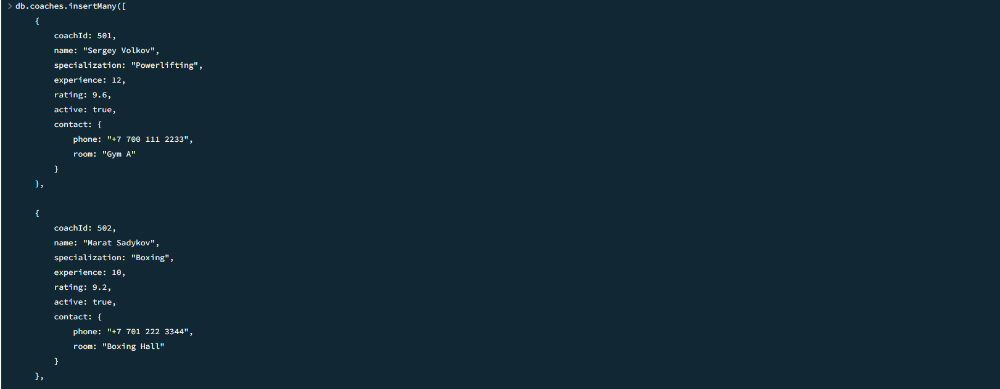 > db.coaches.insertMany([
{
coachId: 501,
name: "Sergey Volkov",
specialization: "Powerlifting",
experience: 12,
rating: 9.6,
active: true,
contact: {
phone: "+7 700 111 2233",
room: "Gym A"
}
},
{
coachId: 502,
name: "Marat Sadykov",
specialization: "Boxing",
experience: 10,
rating: 9.2,
active: true,
contact: {
phone: "+7 701 222 3344",
room: "Boxing Hall"
}
},